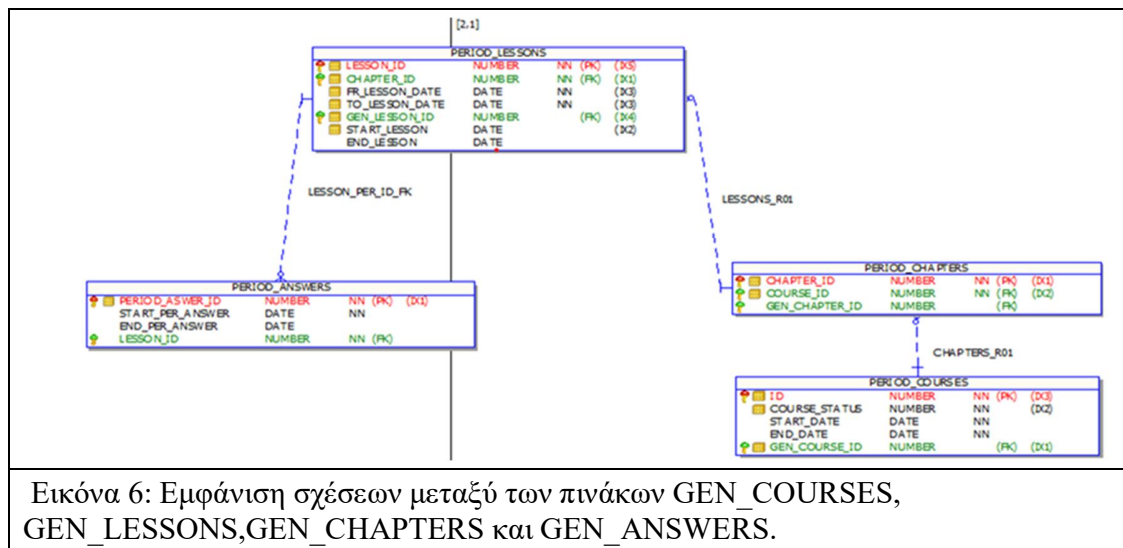 [2,1]
PERIOD_LESSONS
LESSON_ID NUMBER NN (PK) (IX5)
CHAPTER_ID NUMBER NN (FK) (IX1)
FR_LESSON_DATE DATE NN (IX3)
TO_LESSON_DATE DATE NN (IX3)
GEN_LESSON_ID NUMBER (FK) (IX4)
START_LESSON DATE (IX2)
END_LESSON DATE
LESSON_PER_ID_FK
LESSONS_R01
PERIOD_ANSWERS
PERIOD_ASWER_ID NUMBER NN (PK) (IX1)
START_PER_ANSWER DATE NN
END_PER_ANSWER DATE
LESSON_ID NUMBER NN (FK)
PERIOD_CHAPTERS
CHAPTER_ID NUMBER NN (PK) (IX1)
COURSE_ID NUMBER NN (FK) (IX2)
GEN_CHAPTER_ID NUMBER (FK)
CHAPTERS_R01
PERIOD_COURSES
ID NUMBER NN (PK) (IX3)
COURSE_STATUS NUMBER NN (IX2)
START_DATE DATE NN
END_DATE DATE NN
GEN_COURSE_ID NUMBER (FK) (IX1)
Εικόνα 6: Εμφάνιση σχέσεων μεταξύ των πινάκων GEN_COURSES,
GEN_LESSONS,GEN_CHAPTERS και GEN_ANSWERS.